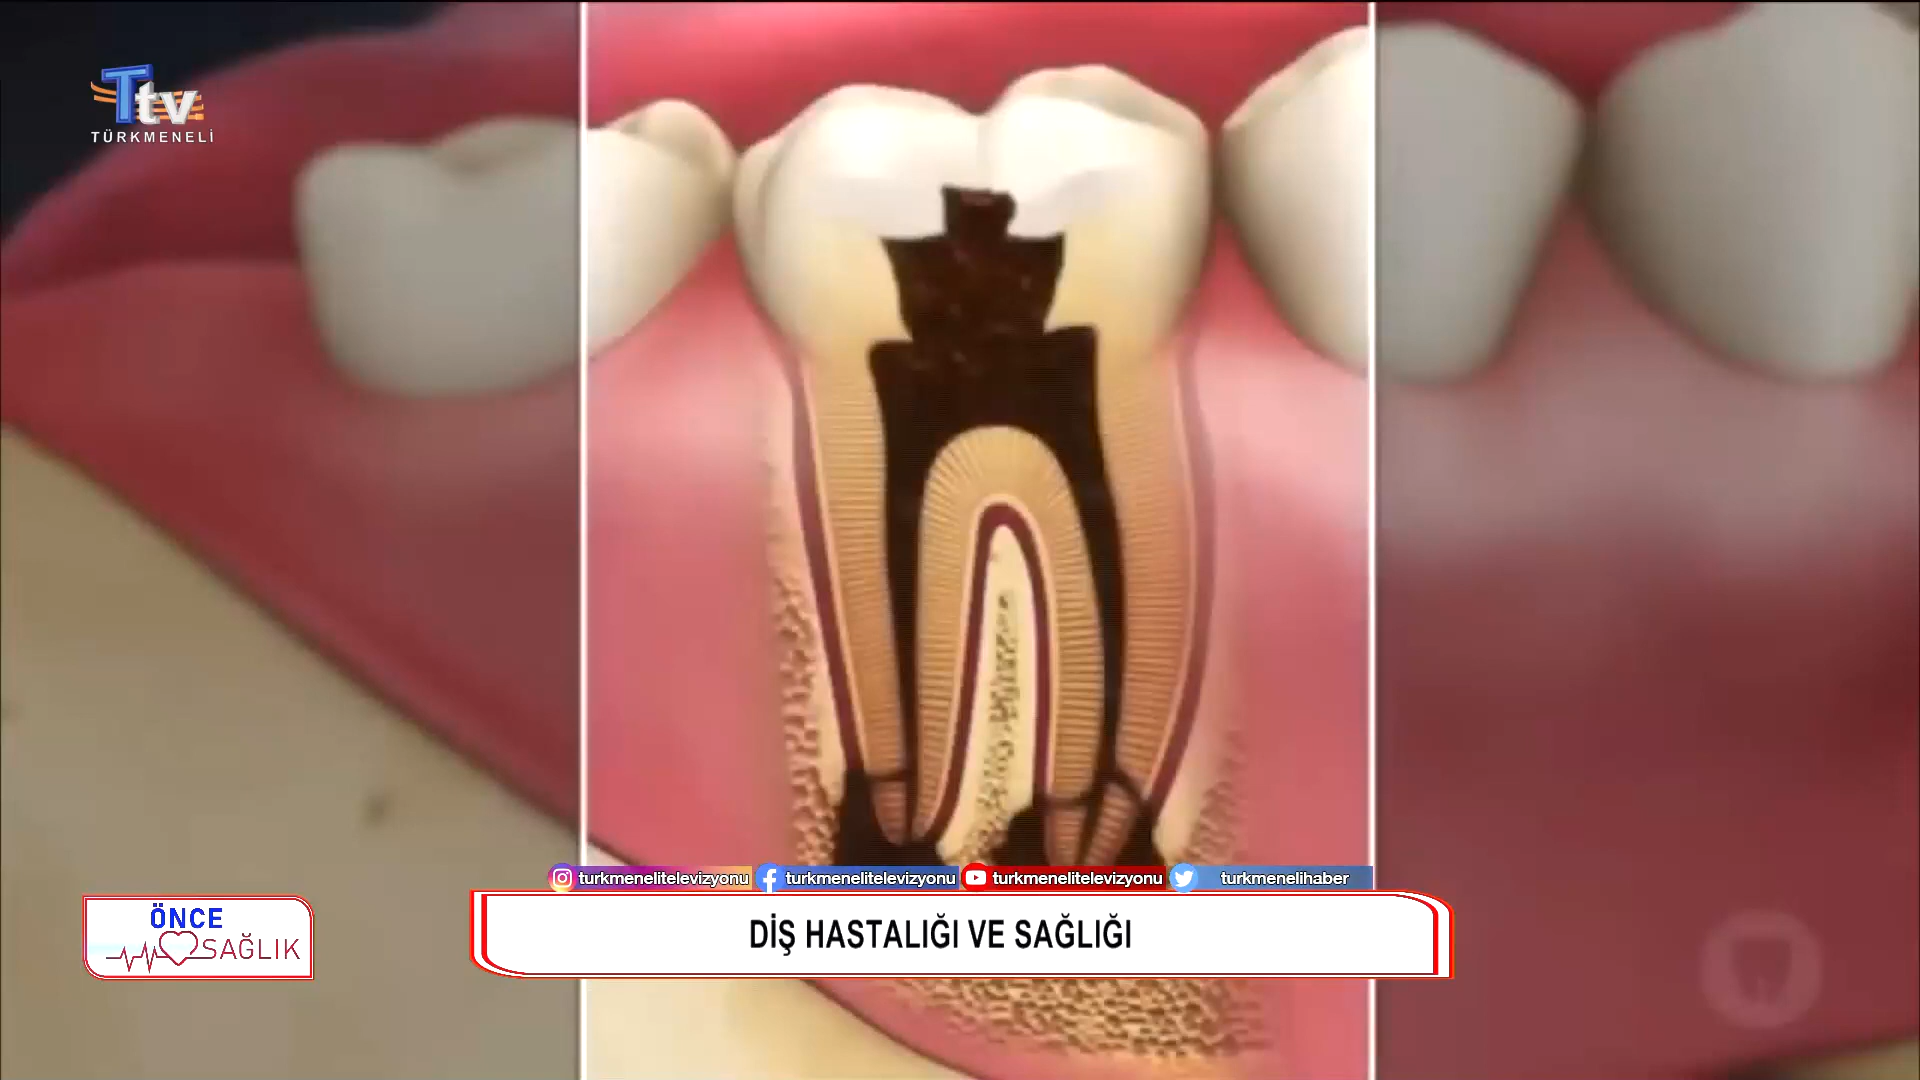 Ttv
TÜRKMENELİ
turkmenelitelevizyonu turkmenelitelevizyonu turkmenelitelevizyonu turkmenelihaber
ÖNCE
SAĞLIK
DİŞ HASTALIĞI VE SAĞLIĞI